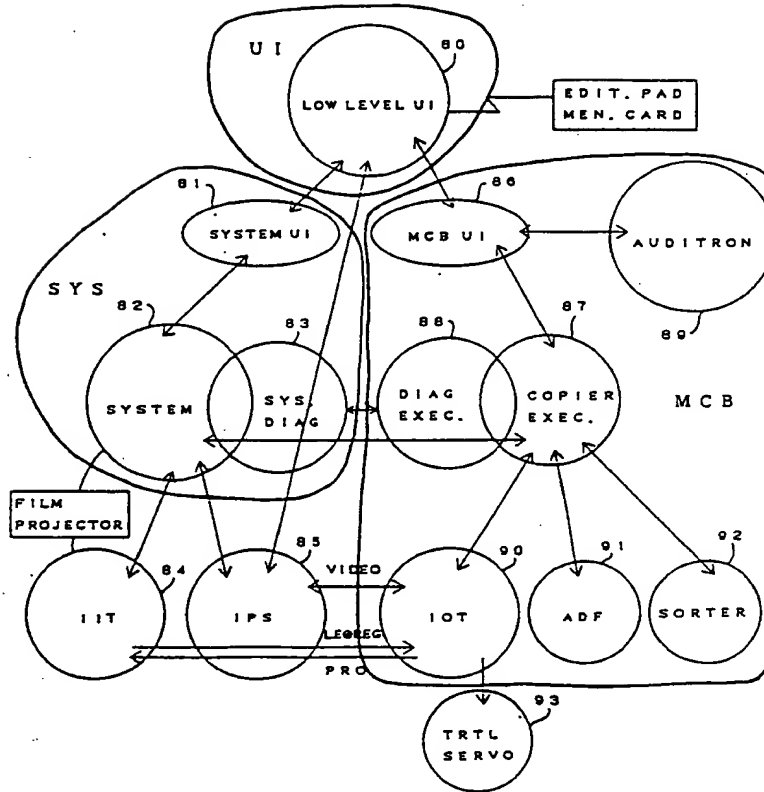 UI
80
LOW LEVEL UI
EDIT. PAD
MEN. CARD
81
SYSTEM UI
86
MCB UI
AUDITRON
89
SYS
82
SYSTEM
83
SYS.
DIAG
88
DIAG
EXEC.
87
COPIER
EXEC.
MCB
FILM
PROJECTOR
84
IIT
85
IPS
VIDEO
LE@REG
PRO
90
IOT
91
ADF
92
SORTER
93
TRTL
SERVO